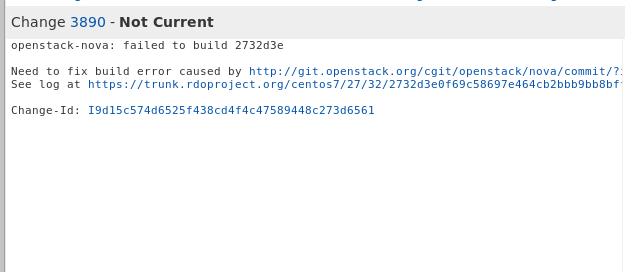 Change 3890 - Not Current
openstack-nova: failed to build 2732d3e
Need to fix build error caused by http://git.openstack.org/cgit/openstack/nova/commit/?
See log at https://trunk.rdoproject.org/centos7/27/32/2732d3e0f69c58697e464cb2bbb9bb8bf
Change-Id: I9d15c574d6525f438cd4f4c47589448c273d6561